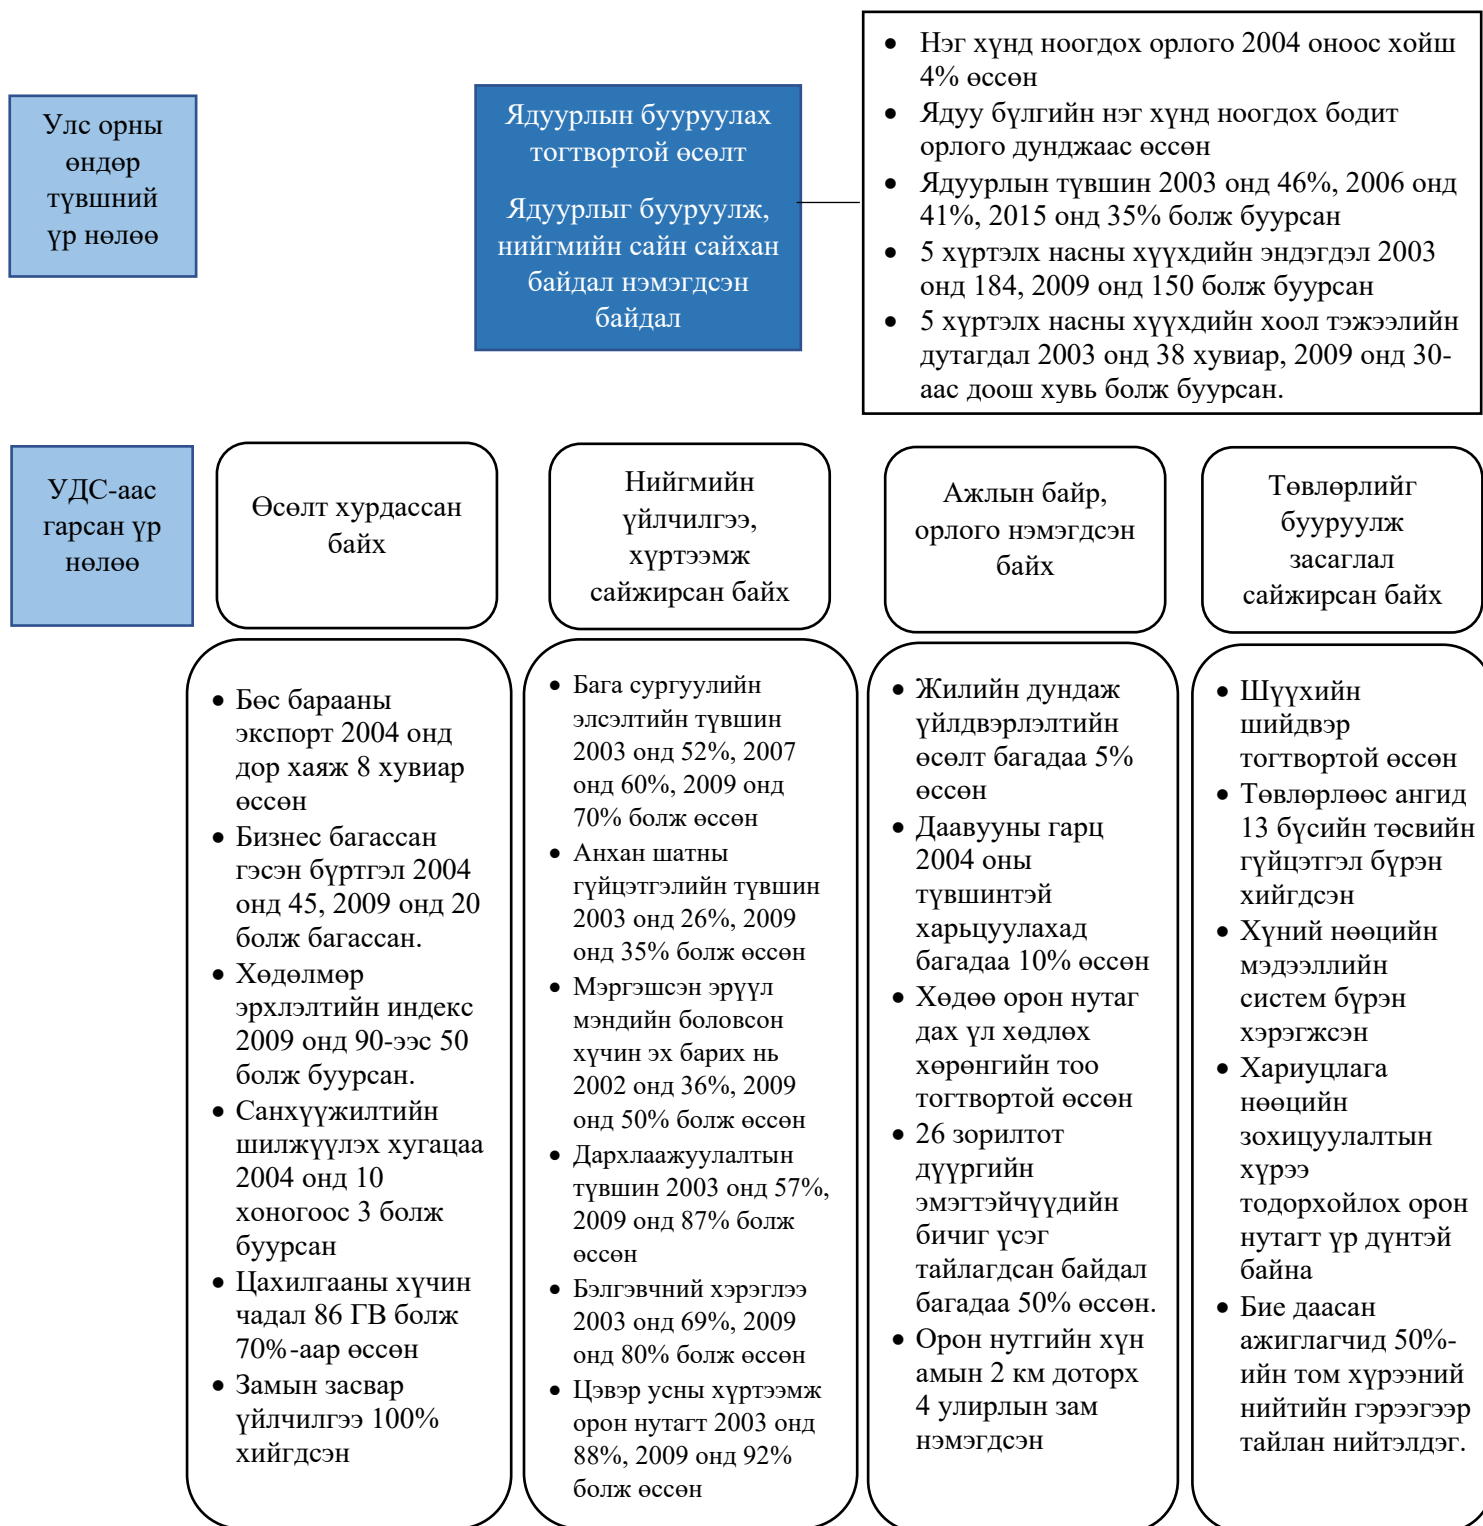 Улс орны
өндөр
түвшний
үр нөлөө
Ядуурлын бууруулах
тогтвортой өсөлт
Ядуурлыг бууруулж,
нийгмийн сайн сайхан
байдал нэмэгдсэн
байдал
• Нэг хүнд ноогдох орлого 2004 оноос хойш
4% өссөн
• Ядуу бүлгийн нэг хүнд ноогдох бодит
орлого дунджаас өссөн
• Ядуурлын түвшин 2003 онд 46%, 2006 онд
41%, 2015 онд 35% болж буурсан
• 5 хүртэлх насны хүүхдийн эндэгдэл 2003
онд 184, 2009 онд 150 болж буурсан
• 5 хүртэлх насны хүүхдийн хоол тэжээлийн
дутагдал 2003 онд 38 хувиар, 2009 онд 30-
аас доош хувь болж буурсан.
УДС-аас
гарсан үр
нөлөө
Өсөлт хурдассан
байх
Нийгмийн
үйлчилгээ,
хүртээмж
сайжирсан байх
Ажлын байр,
орлого нэмэгдсэн
байх
Төвлөрлийг
бууруулж
засаглал
сайжирсан байх
• Бөс барааны
экспорт 2004 онд
дор хаяж 8 хувиар
өссөн
• Бизнес багассан
гэсэн бүртгэл 2004
онд 45, 2009 онд 20
болж багассан.
• Хөдөлмөр
эрхлэлтийн индекс
2009 онд 90-ээс 50
болж буурсан.
• Санхүүжилтийн
шилжүүлэх хугацаа
2004 онд 10
хоногоос 3 болж
буурсан
• Цахилгааны хүчин
чадал 86 ГВ болж
70%-аар өссөн
• Замын засвар
үйлчилгээ 100%
хийгдсэн
• Бага сургуулийн
элсэлтийн түвшин
2003 онд 52%, 2007
онд 60%, 2009 онд
70% болж өссөн
• Анхан шатны
гүйцэтгэлийн түвшин
2003 онд 26%, 2009
онд 35% болж өссөн
• Мэргэшсэн эрүүл
мэндийн боловсон
хүчин эх барих нь
2002 онд 36%, 2009
онд 50% болж өссөн
• Дархлаажуулалтын
түвшин 2003 онд 57%,
2009 онд 87% болж
өссөн
• Бэлгэвчний хэрэглээ
2003 онд 69%, 2009
онд 80% болж өссөн
• Цэвэр усны хүртээмж
орон нутагт 2003 онд
88%, 2009 онд 92%
болж өссөн
• Жилийн дундаж
үйлдвэрлэлтийн
өсөлт багадаа 5%
өссөн
• Даавууны гарц
2004 оны
түвшинтэй
харьцуулахад
багадаа 10% өссөн
• Хөдөө орон нутаг
дах үл хөдлөх
хөрөнгийн тоо
тогтвортой өссөн
• 26 зорилтот
дүүргийн
эмэгтэйчүүдийн
бичиг үсэг
тайлагдсан байдал
багадаа 50% өссөн.
• Орон нутгийн хүн
амын 2 км доторх
4 улирлын зам
нэмэгдсэн
• Шүүхийн
шийдвэр
тогтвортой өссөн
• Төвлөрлөөс ангид
13 бүсийн төсвийн
гүйцэтгэл бүрэн
хийгдсэн
• Хүний нөөцийн
мэдээллийн
систем бүрэн
хэрэгжсэн
• Хариуцлага
нөөцийн
зохицуулалтын
хүрээ
тодорхойлох орон
нутагт үр дүнтэй
байна
• Бие даасан
ажиглагчид 50%-
ийн том хүрээний
нийтийн гэрээгээр
тайлан нийтэлдэг.